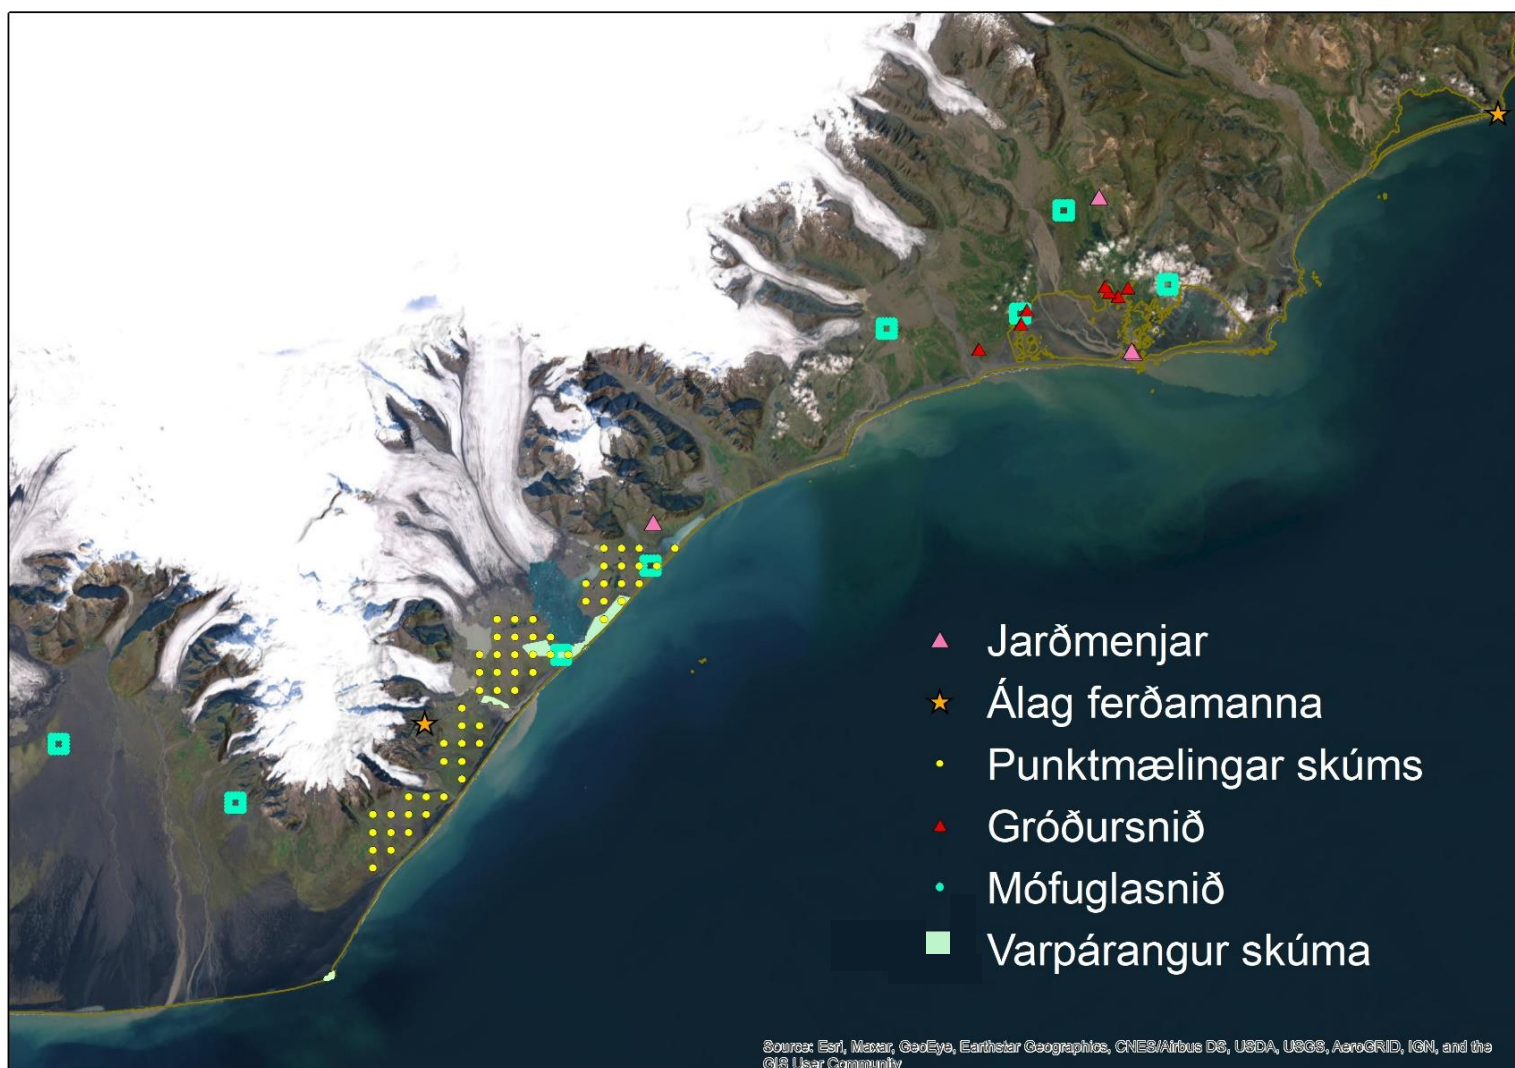 Jarðmenjar
Álag ferðamanna
Punktmælingar skúms
Gróðursnið
Mófuglasnið
Varpárangur skúma
Source: Esri, Maxar, GeoEye, Earthstar Geographics, CNES/Airbus DS, USDA, USGS, AeroGRID, IGN, and the
GIS User Community